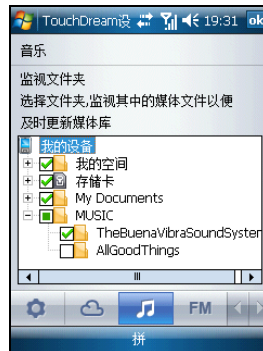 TouchDream设 19:31 ok
音乐
监视文件夹
选择文件夹,监视其中的媒体文件以便
及时更新媒体库
我的设备
我的空间
存储卡
My Documents
MUSIC
TheBuenaVibraSoundSyster
AllGoodThings
FM
拼